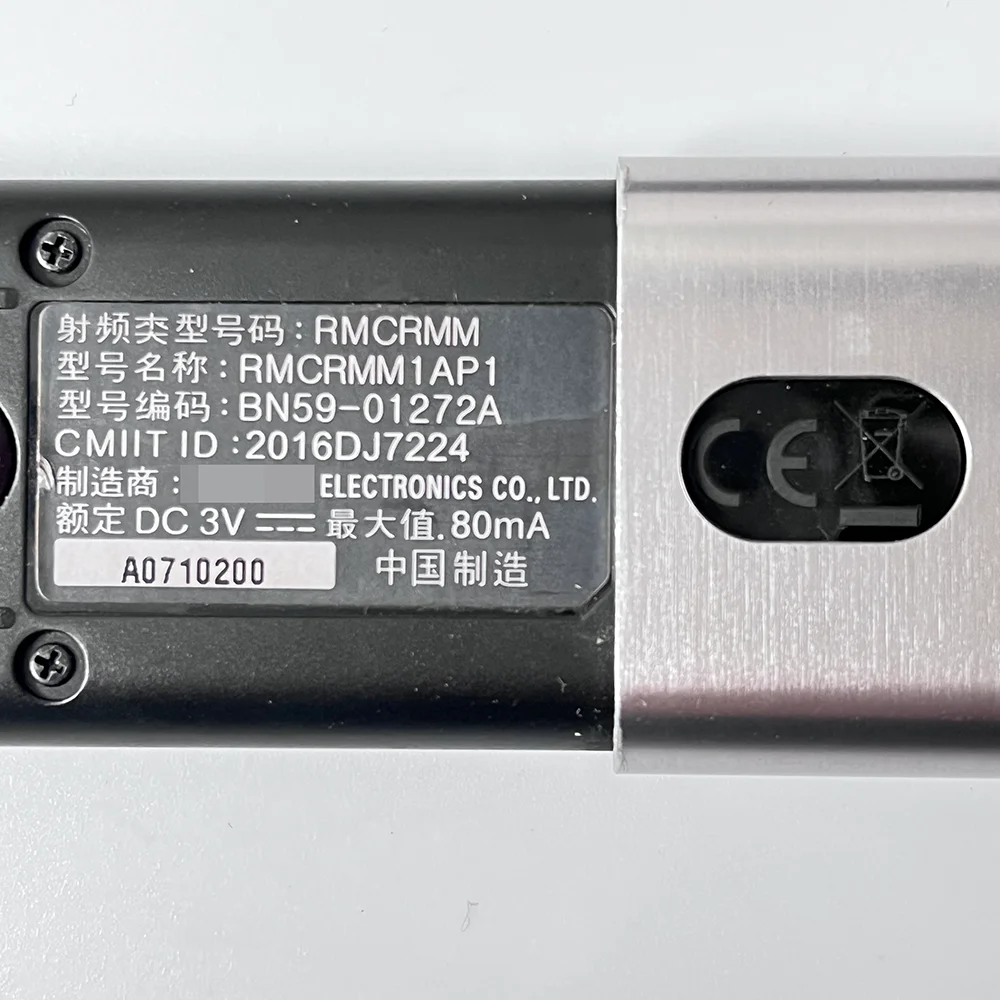 射频类型号码：RMCRMM
型号名称：RMCRMM1AP1
型号编码：BN59-01272A
CMIIT ID：2016DJ7224
制造商： ELECTRONICS CO., LTD.
额定 DC 3V 最大值. 80mA
A0710200 中国制造
CE